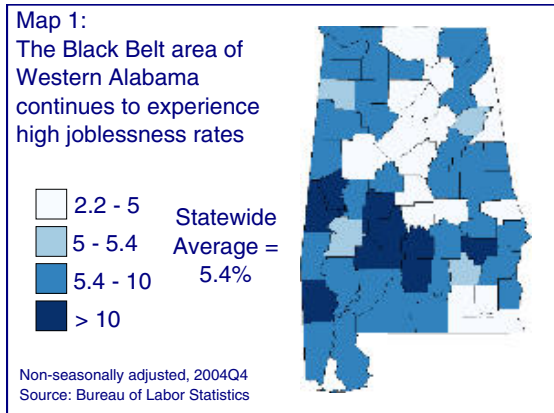 Map 1:
The Black Belt area of
Western Alabama
continues to experience
high joblessness rates
2.2 - 5
5 - 5.4
5.4 - 10
> 10
Statewide
Average =
5.4%
Non-seasonally adjusted, 2004Q4
Source: Bureau of Labor Statistics